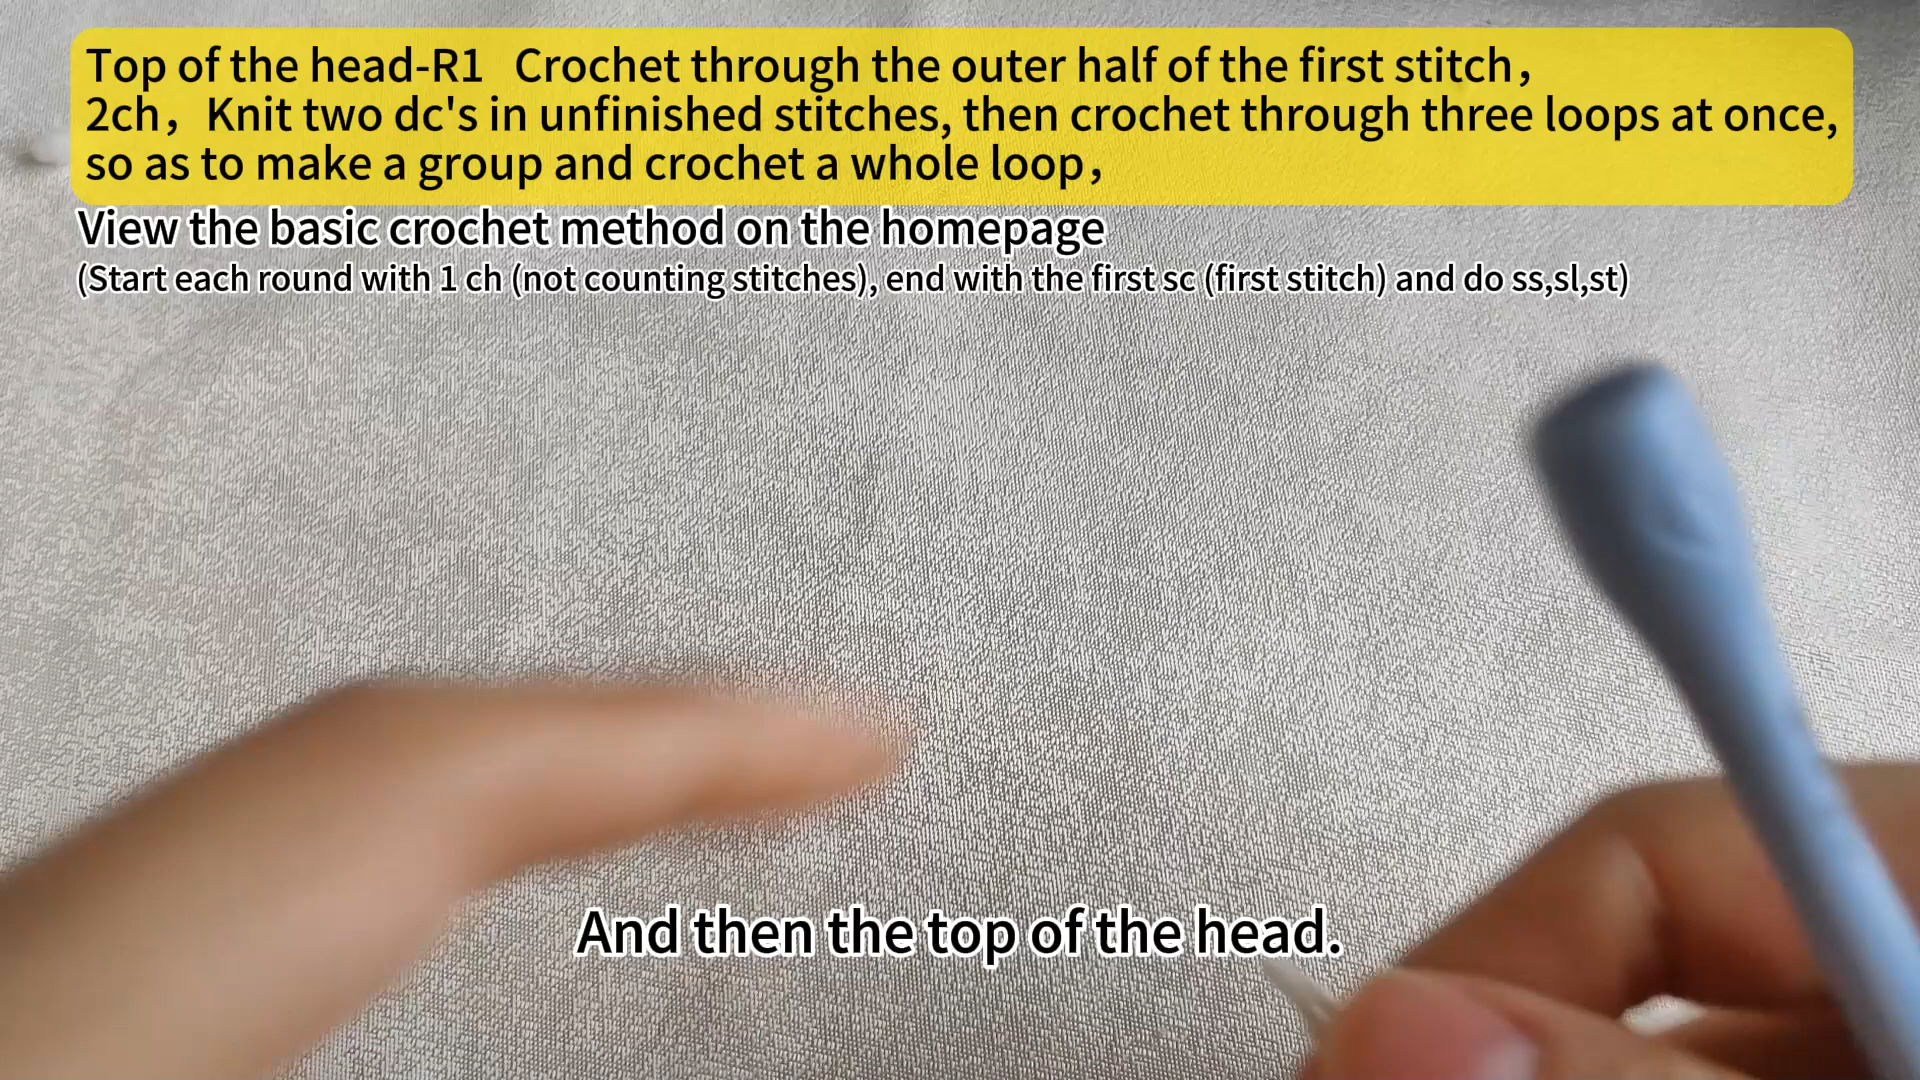 Top of the head-R1 Crochet through the outer half of the first stitch，
2ch，Knit two dc's in unfinished stitches, then crochet through three loops at once,
so as to make a group and crochet a whole loop，
View the basic crochet method on the homepage
(Start each round with 1 ch (not counting stitches), end with the first sc (first stitch) and do ss,sl,st)
And then the top of the head.